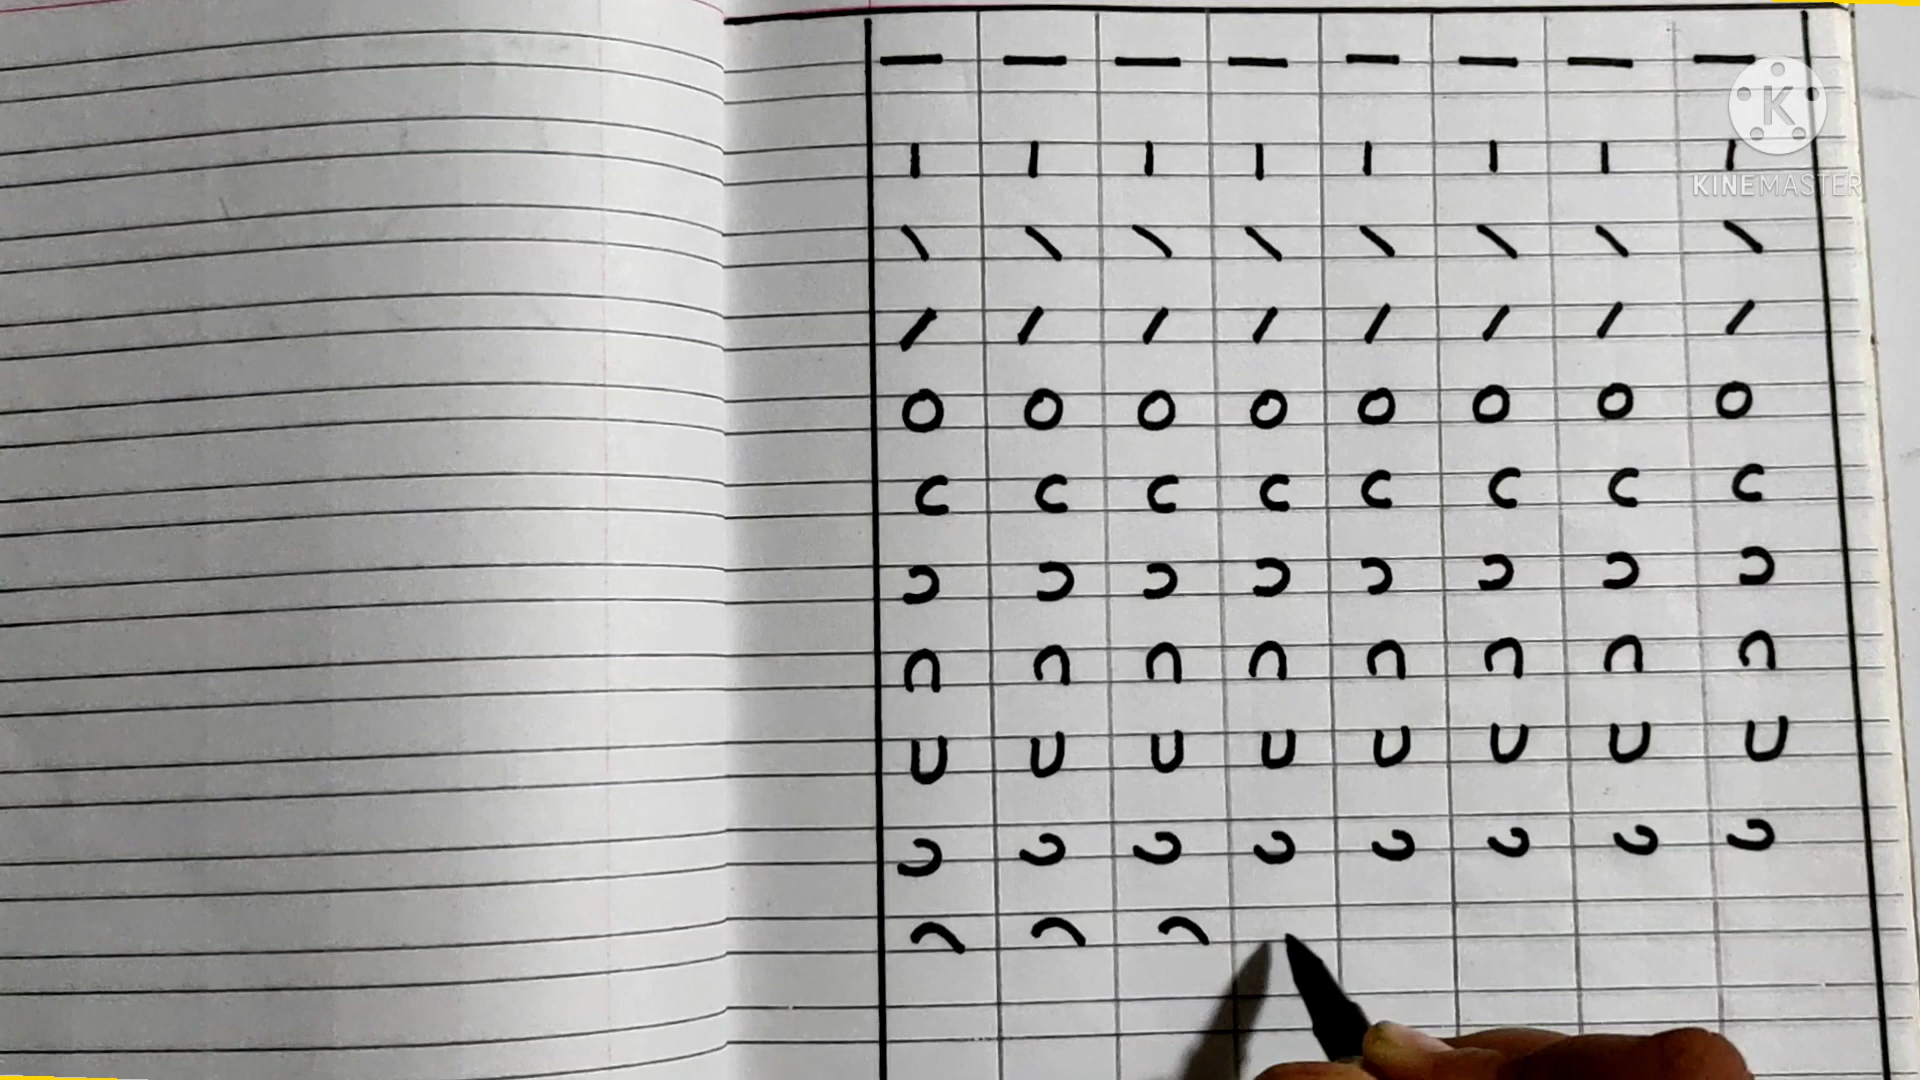 — — — — — — — —
l l l l l l l l
\ \ \ \ \ \ \ \
/ / / / / / / /
O O O O O O O O
C C C C C C C C
Ɔ Ɔ Ɔ Ɔ Ɔ Ɔ Ɔ Ɔ
∩ ∩ ∩ ∩ ∩ ∩ ∩ ∩
U U U U U U U U
K
KINEMASTER